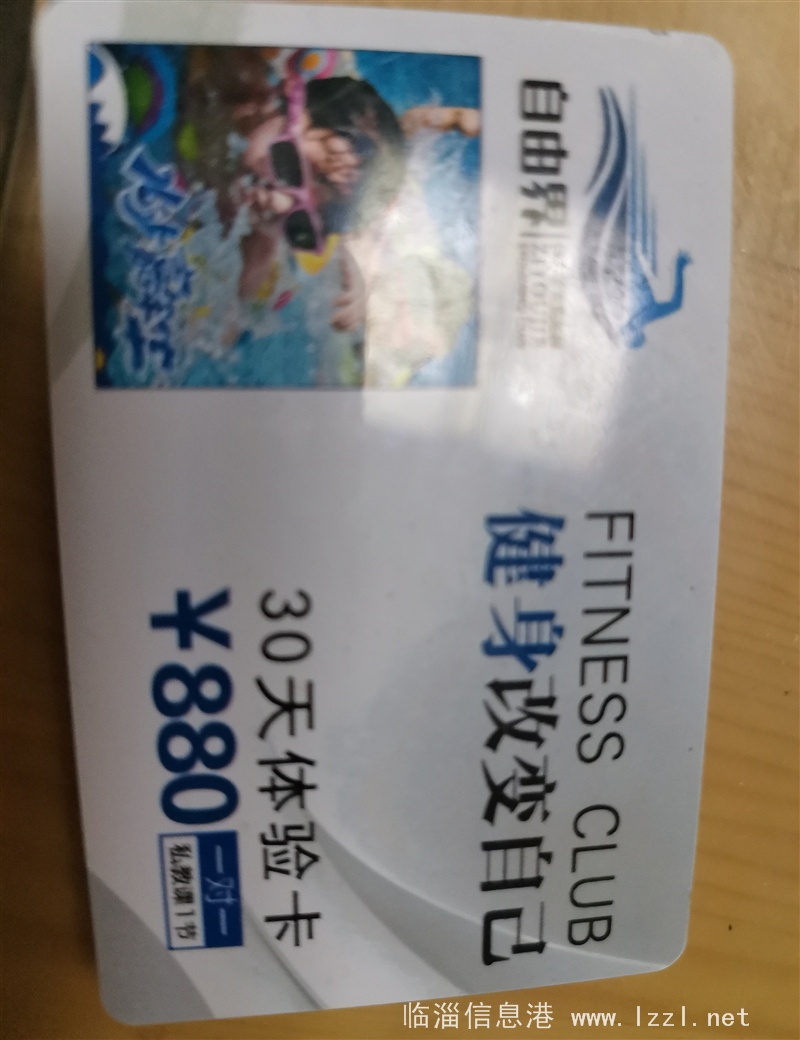 自由界
FITNESS CLUB
健身改变自己
30天体验卡
￥880
一对一
私教课1节
临淄信息港 www.lzzl.net